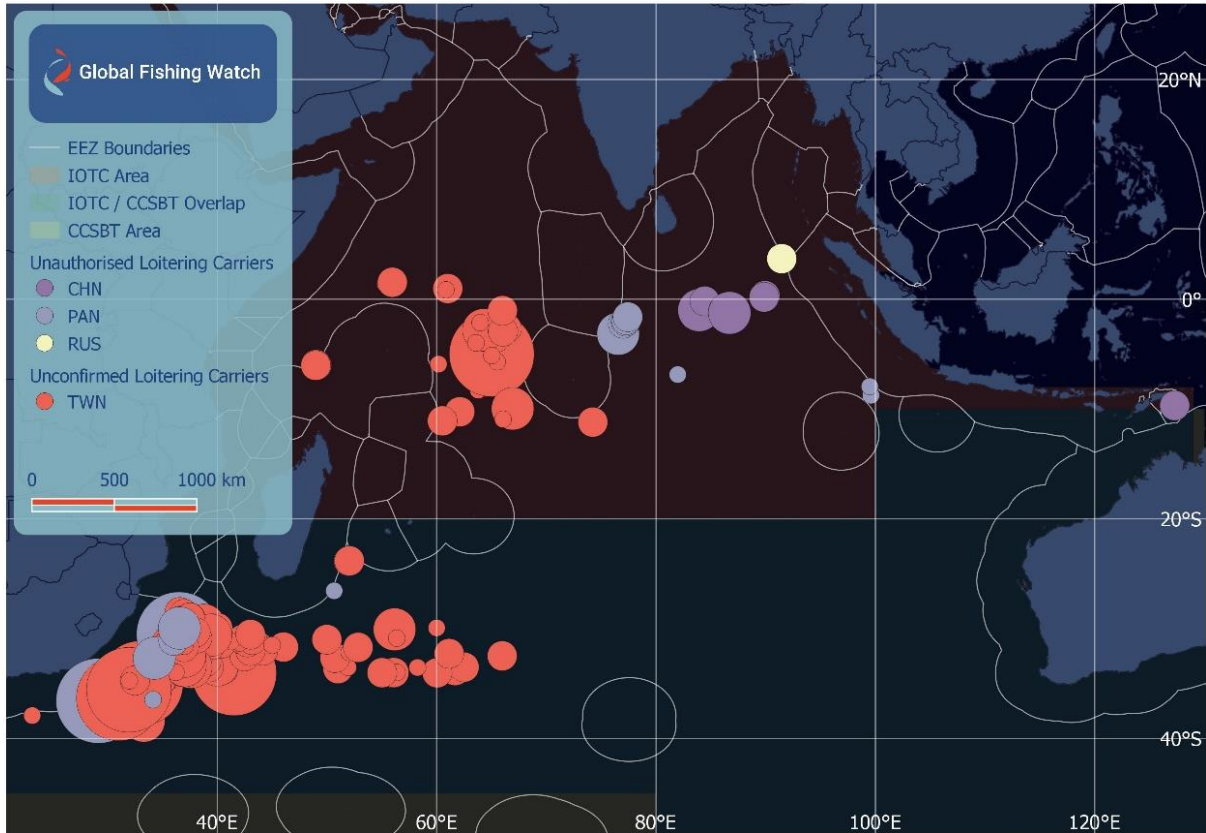 Global Fishing Watch
EEZ Boundaries
IOTC Area
IOTC / CCSBT Overlap
CCSBT Area
Unauthorised Loitering Carriers
CHN
PAN
RUS
Unconfirmed Loitering Carriers
TWN
0 500 1000 km
20°N
0°
20°S
40°S
40°E 60°E 80°E 100°E 120°E